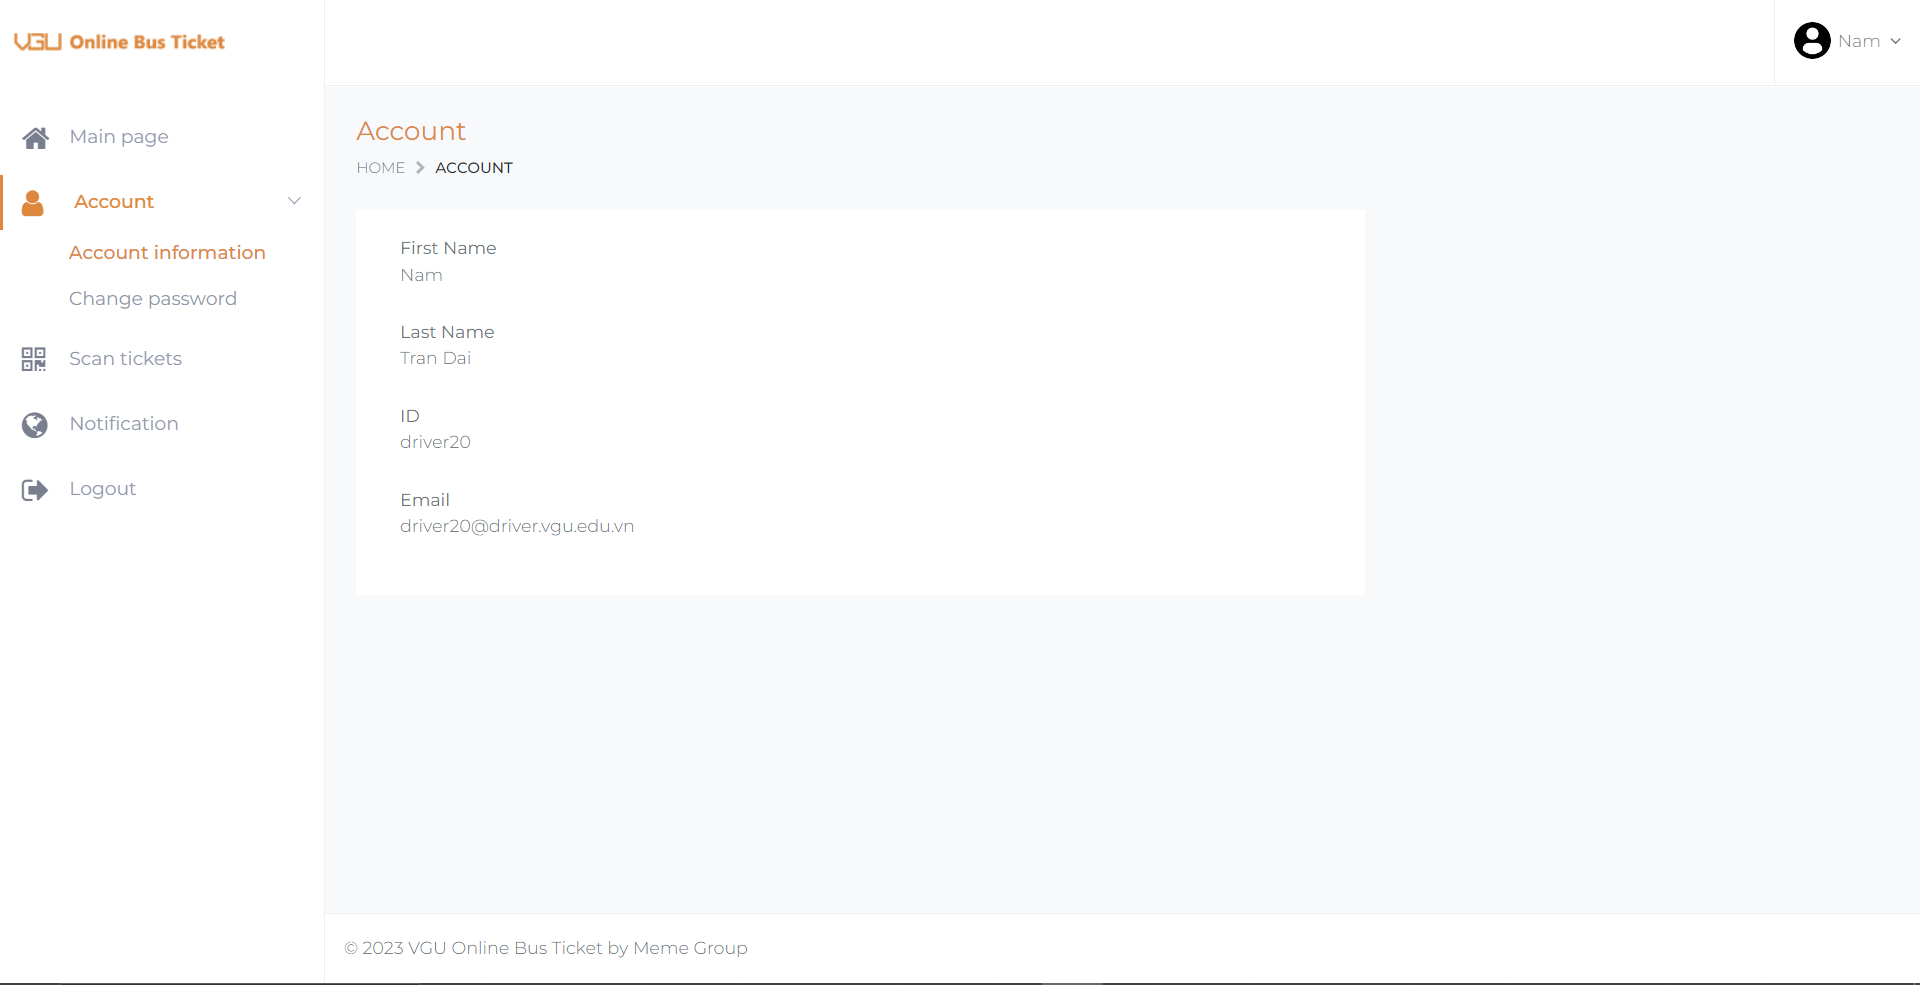 VGU Online Bus Ticket
Nam
Main page
Account
Account information
Change password
Scan tickets
Notification
Logout
Account
HOME ACCOUNT
First Name
Nam
Last Name
Tran Dai
ID
driver20
Email
driver20@driver.vgu.edu.vn
© 2023 VGU Online Bus Ticket by Meme Group